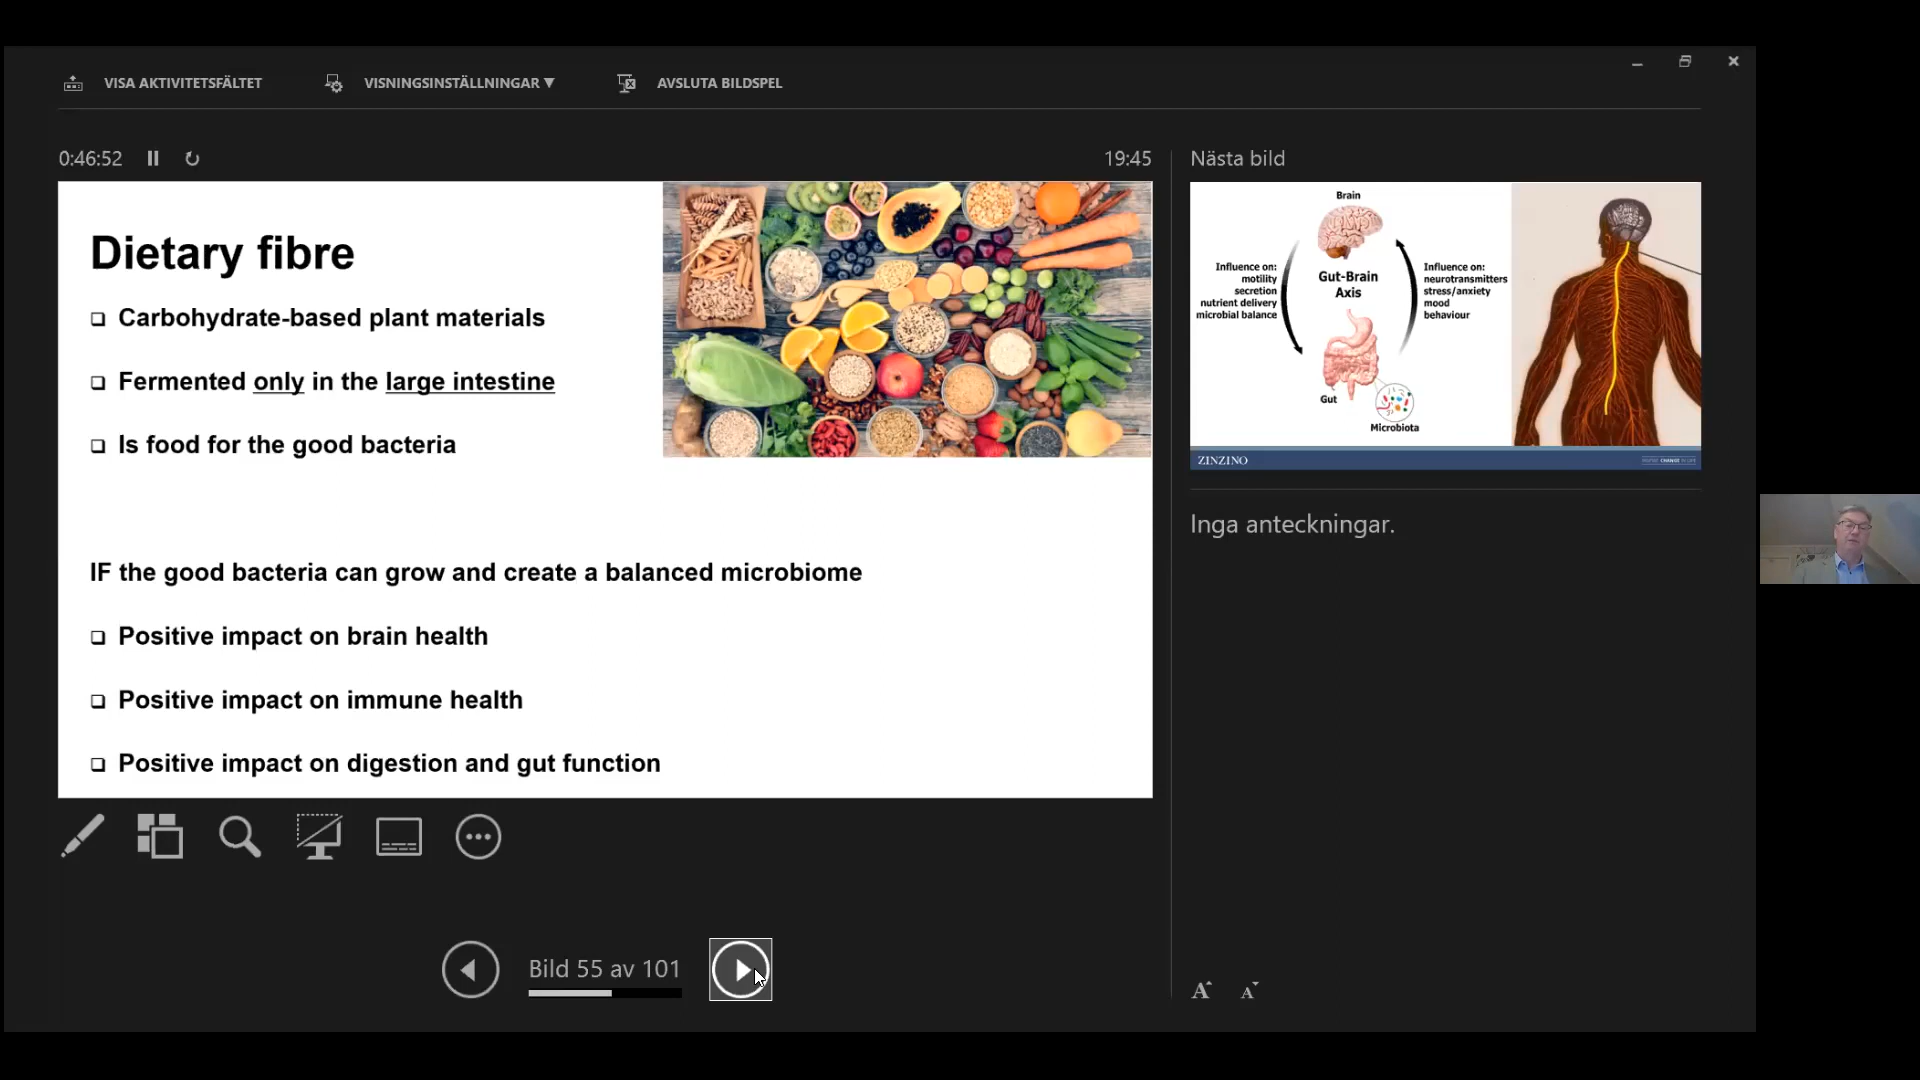 VISA AKTIVITETSFÄLTET
VISNINGSINSTÄLLNINGAR ▼
AVSLUTA BILDSPEL
0:46:52
19:45
Dietary fibre
❑ Carbohydrate-based plant materials
❑ Fermented only in the large intestine
❑ Is food for the good bacteria
IF the good bacteria can grow and create a balanced microbiome
❑ Positive impact on brain health
❑ Positive impact on immune health
❑ Positive impact on digestion and gut function
Bild 55 av 101
Nästa bild
Brain
Influence on:
motility
secretion
nutrient delivery
microbial balance
Gut-Brain
Axis
Influence on:
neurotransmitters
stress/anxiety
mood
behaviour
Gut
Microbiota
ZINZINO
Inga anteckningar.
A A